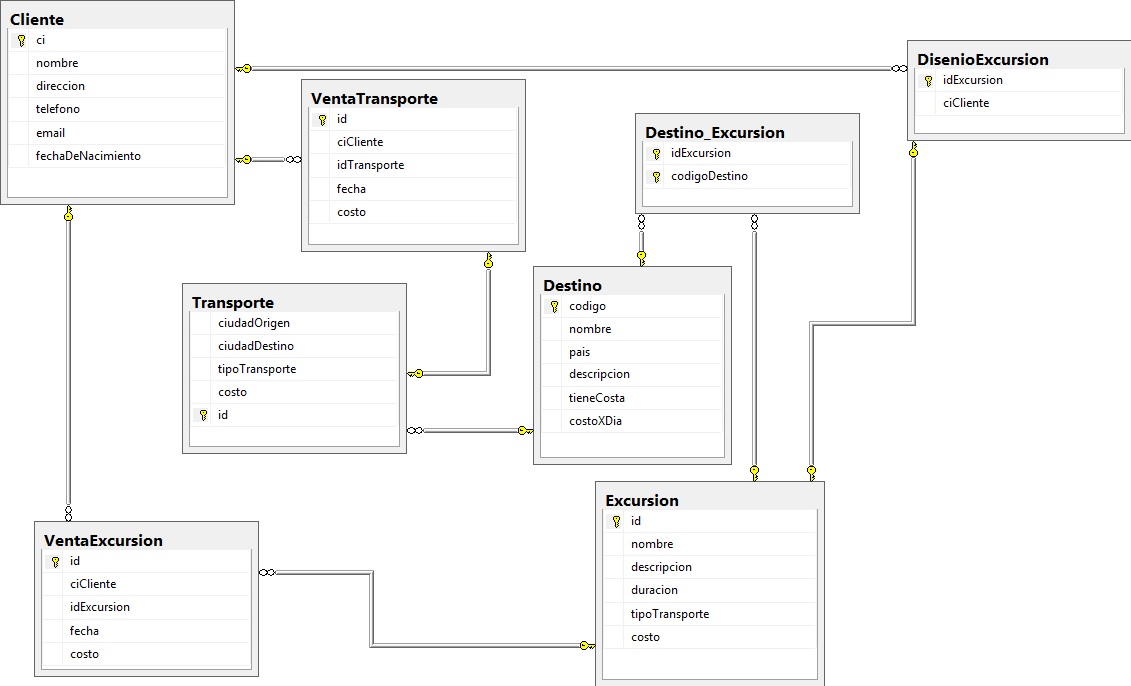 Cliente
ci
nombre
direccion
telefono
email
fechaDeNacimiento
VentaTransporte
id
ciCliente
idTransporte
fecha
costo
DisenioExcursion
idExcursion
ciCliente
Destino_Excursion
idExcursion
codigoDestino
Transporte
ciudadOrigen
ciudadDestino
tipoTransporte
costo
id
Destino
codigo
nombre
pais
descripcion
tieneCosta
costoXDia
VentaExcursion
id
ciCliente
idExcursion
fecha
costo
Excursion
id
nombre
descripcion
duracion
tipoTransporte
costo